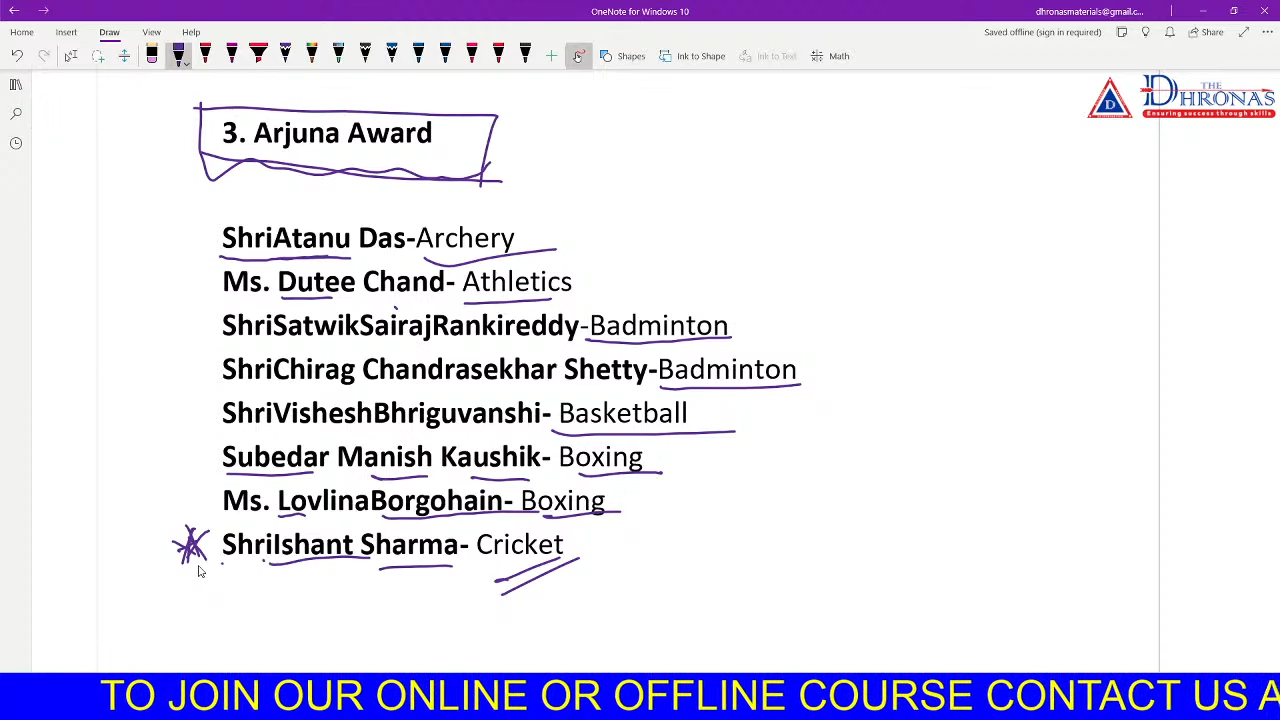 OneNote for Windows 10
dhronasmaterials@gmail.c...
Home Insert Draw View Help
Saved offline (sign in required) Share
Shapes Ink to Shape Ink to Text Math
THE
DHRONAS
Ensuring success through skills
3. Arjuna Award
ShriAtanu Das-Archery
Ms. Dutee Chand- Athletics
ShriSatwikSairajRankireddy-Badminton
ShriChirag Chandrasekhar Shetty-Badminton
ShriVisheshBhriguvanshi- Basketball
Subedar Manish Kaushik- Boxing
Ms. LovlinaBorgohain- Boxing
ShriIshant Sharma- Cricket
TO JOIN OUR ONLINE OR OFFLINE COURSE CONTACT US A